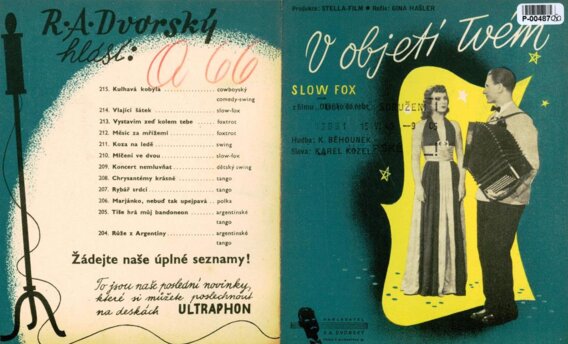 R.A. Dvorský
hlásí:
A 66
215. Kulhavá kobyla cowboyský
comedy-swing
214. Vlající šátek slow-fox
213. Vystavím zeď kolem tebe foxtrot
212. Měsíc za mřížemi foxtrot
211. Koza na ledě swing
210. Mlčení ve dvou slow-fox
209. Koncert nemluvňat dětský swing
208. Chrysantémy krásné tango
207. Rybář srdcí tango
206. Marjánko, nebuď tak upejpavá polka
205. Tiše hrá můj bandoneon argentinské
tango
204. Růže z Argentiny argentinské
tango
Žádejte naše úplné seznamy!
To jsou naše poslední novinky,
které si můžete poslechnout
na deskách ULTRAPHON
Produkce: STELLA-FILM Režie: GINA HAŠLER
P-00487
V objetí Tvém
SLOW FOX
z filmu
Hudba: K. BĚHOUNEK
Slova: KAREL KOZEL
NAKLADATEL
R. A. DVORSKÝ